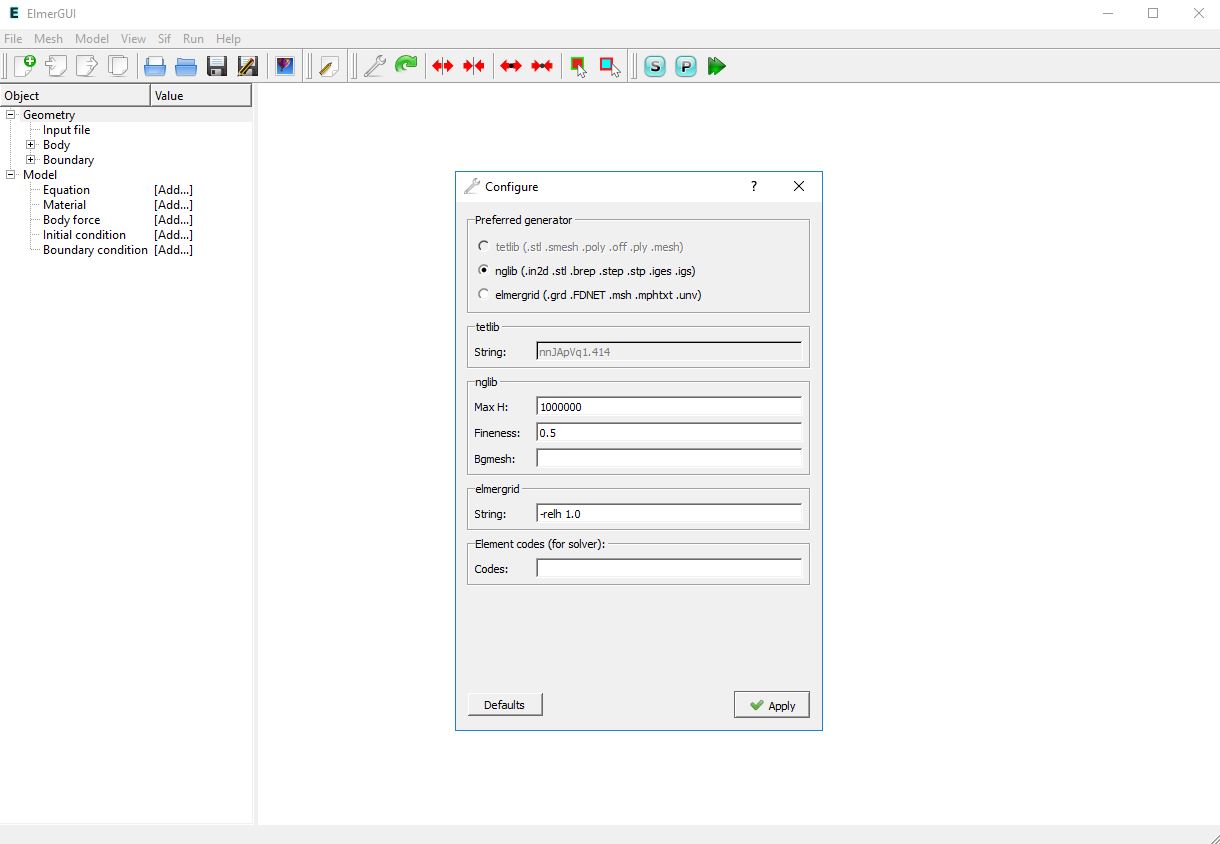 ElmerGUI
File Mesh Model View Sif Run Help
S P
Object Value
Geometry
Input file
Body
Boundary
Model
Equation [Add...]
Material [Add...]
Body force [Add...]
Initial condition [Add...]
Boundary condition [Add...]
Configure ?
Preferred generator
tetlib (.stl .smesh .poly .off .ply .mesh)
nglib (.in2d .stl .brep .step .stp .iges .igs)
elmergrid (.grd .FDNET .msh .mphtxt .unv)
tetlib
String: nnJApVq1.414
nglib
Max H: 1000000
Fineness: 0.5
Bgmesh:
elmergrid
String: -relh 1.0
Element codes (for solver):
Codes:
Defaults Apply